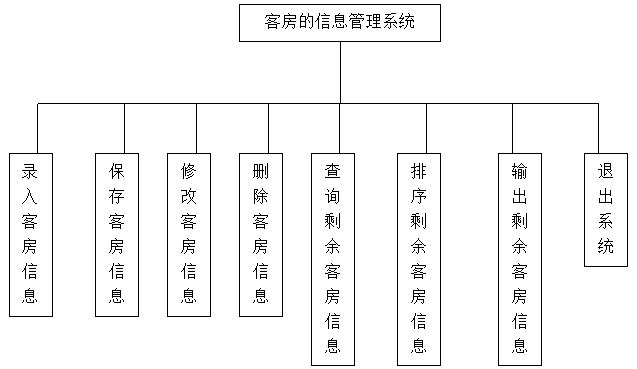 客房的信息管理系统
录入客房信息
保存客房信息
修改客房信息
删除客房信息
查询剩余客房信息
排序剩余客房信息
输出剩余客房信息
退出系统